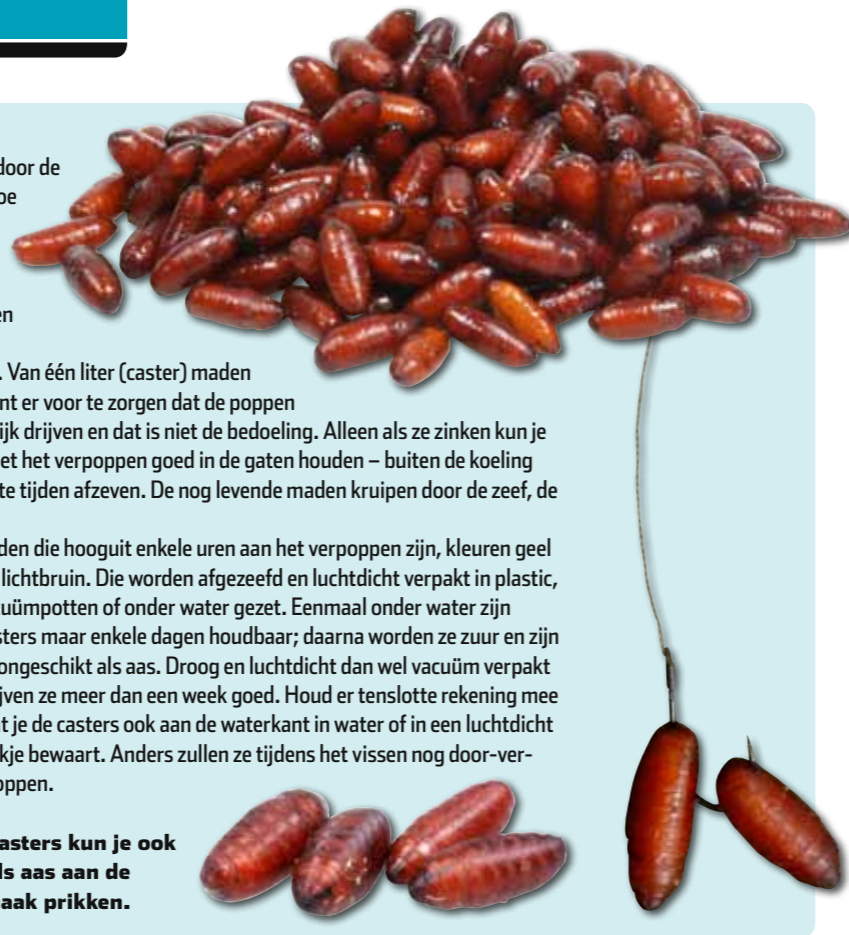 door de
oe
en
. Van één liter (caster) maden
nt er voor te zorgen dat de poppen
ijk drijven en dat is niet de bedoeling. Alleen als ze zinken kun je
et het verpoppen goed in de gaten houden – buiten de koeling
te tijden afzeven. De nog levende maden kruipen door de zeef, de
den die hooguit enkele uren aan het verpoppen zijn, kleuren geel
lichtbruin. Die worden afgezeefd en luchtdicht verpakt in plastic,
uümpotten of onder water gezet. Eenmaal onder water zijn
sters maar enkele dagen houdbaar; daarna worden ze zuur en zijn
ongeschikt als aas. Droog en luchtdicht dan wel vacuüm verpakt
ijven ze meer dan een week goed. Houd er tenslotte rekening mee
t je de casters ook aan de waterkant in water of in een luchtdicht
kje bewaart. Anders zullen ze tijdens het vissen nog door-ver-
oppen.
asters kun je ook
ls aas aan de
aak prikken.